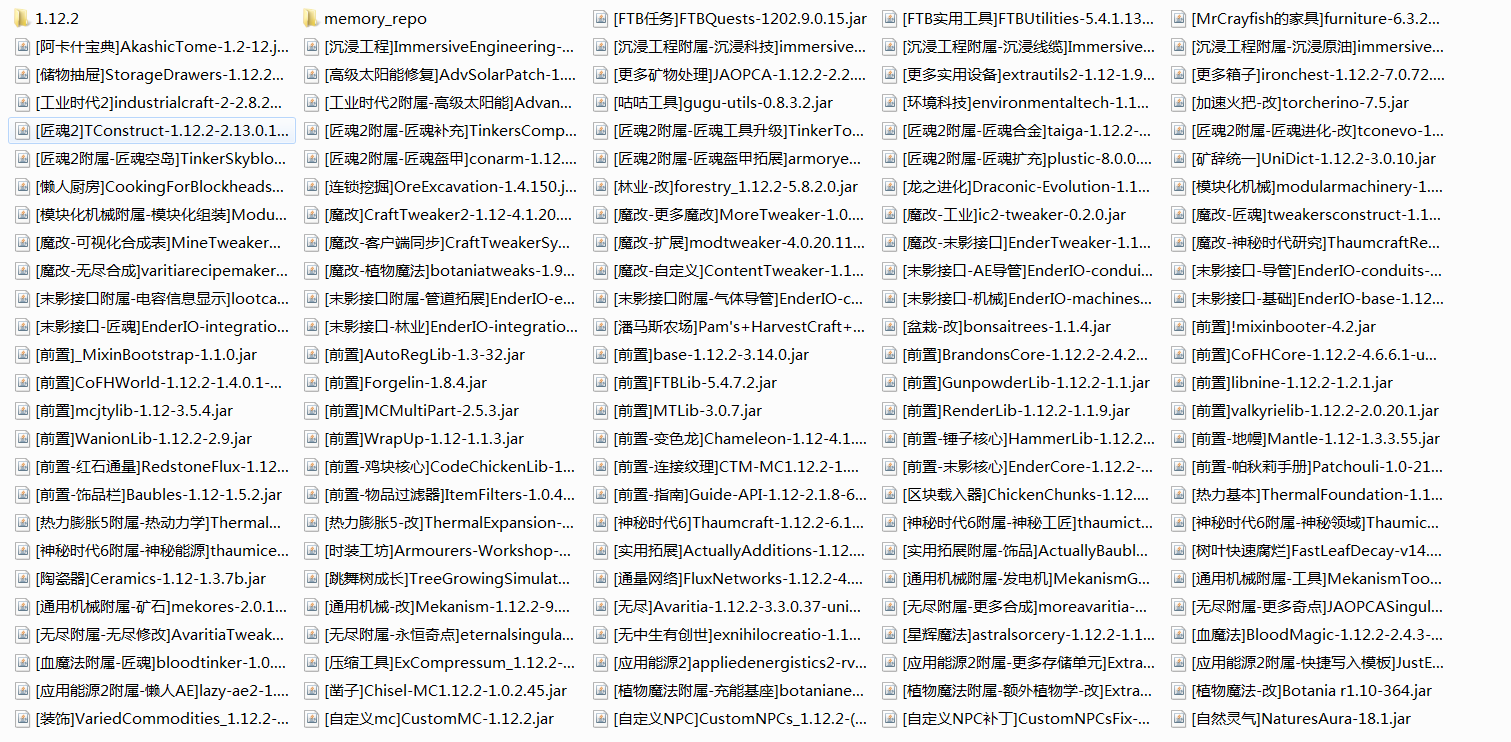 1.12.2
memory_repo
[FTB任务]FTBQuests-1202.9.0.15.jar
[FTB实用工具]FTBUtilities-5.4.1.13...
[MrCrayfish的家具]furniture-6.3.2...
[阿卡什宝典]AkashicTome-1.2-12.j...
[沉浸工程]ImmersiveEngineering-...
[沉浸工程附属-沉浸科技]immersive...
[沉浸工程附属-沉浸线缆]Immersive...
[沉浸工程附属-沉浸原油]immersive...
[储物抽屉]StorageDrawers-1.12.2...
[高级太阳能修复]AdvSolarPatch-1....
[更多矿物处理]JAOPCA-1.12.2-2.2....
[更多实用设备]extrautils2-1.12-1.9...
[更多箱子]ironchest-1.12.2-7.0.72....
[工业时代2]industrialcraft-2-2.8.2...
[工业时代2附属-高级太阳能]Advan...
[咕咕工具]gugu-utils-0.8.3.2.jar
[环境科技]environmentaltech-1.1...
[加速火把-改]torcherino-7.5.jar
[匠魂2]TConstruct-1.12.2-2.13.0.1...
[匠魂2附属-匠魂补充]TinkersComp...
[匠魂2附属-匠魂工具升级]TinkerTo...
[匠魂2附属-匠魂合金]taiga-1.12.2-...
[匠魂2附属-匠魂进化-改]tconevo-1...
[匠魂2附属-匠魂空岛]TinkerSkyblo...
[匠魂2附属-匠魂盔甲]conarm-1.12....
[匠魂2附属-匠魂盔甲拓展]armorye...
[匠魂2附属-匠魂扩充]plustic-8.0.0....
[矿辞统一]UniDict-1.12.2-3.0.10.jar
[懒人厨房]CookingForBlockheads...
[连锁挖掘]OreExcavation-1.4.150.j...
[林业-改]forestry_1.12.2-5.8.2.0.jar
[龙之进化]Draconic-Evolution-1.1...
[模块化机械]modularmachinery-1....
[模块化机械附属-模块化组装]Modu...
[魔改]CraftTweaker2-1.12-4.1.20....
[魔改-更多魔改]MoreTweaker-1.0....
[魔改-工业]ic2-tweaker-0.2.0.jar
[魔改-匠魂]tweakersconstruct-1.1...
[魔改-可视化合成表]MineTweaker...
[魔改-客户端同步]CraftTweakerSy...
[魔改-扩展]modtweaker-4.0.20.11...
[魔改-末影接口]EnderTweaker-1.1...
[魔改-神秘时代研究]ThaumcraftRe...
[魔改-无尽合成]varitiarecipemaker...
[魔改-植物魔法]botaniatweaks-1.9...
[魔改-自定义]ContentTweaker-1.1...
[末影接口-AE导管]EnderIO-condui...
[末影接口-导管]EnderIO-conduits-...
[末影接口附属-电容信息显示]lootca...
[末影接口附属-管道拓展]EnderIO-e...
[末影接口附属-气体导管]EnderIO-c...
[末影接口-机械]EnderIO-machines...
[末影接口-基础]EnderIO-base-1.12...
[末影接口-匠魂]EnderIO-integratio...
[末影接口-林业]EnderIO-integratio...
[潘马斯农场]Pam's+HarvestCraft+...
[盆栽-改]bonsaitrees-1.1.4.jar
[前置]!mixinbooter-4.2.jar
[前置]_MixinBootstrap-1.1.0.jar
[前置]AutoRegLib-1.3-32.jar
[前置]base-1.12.2-3.14.0.jar
[前置]BrandonsCore-1.12.2-2.4.2...
[前置]CoFHCore-1.12.2-4.6.6.1-u...
[前置]CoFHWorld-1.12.2-1.4.0.1-...
[前置]Forgelin-1.8.4.jar
[前置]FTBLib-5.4.7.2.jar
[前置]GunpowderLib-1.12.2-1.1.jar
[前置]libnine-1.12.2-1.2.1.jar
[前置]mcjtylib-1.12-3.5.4.jar
[前置]MCMultiPart-2.5.3.jar
[前置]MTLib-3.0.7.jar
[前置]RenderLib-1.12.2-1.1.9.jar
[前置]valkyrielib-1.12.2-2.0.20.1.jar
[前置]WanionLib-1.12.2-2.9.jar
[前置]WrapUp-1.12-1.1.3.jar
[前置-变色龙]Chameleon-1.12-4.1....
[前置-锤子核心]HammerLib-1.12.2...
[前置-地幔]Mantle-1.12-1.3.3.55.jar
[前置-红石通量]RedstoneFlux-1.12...
[前置-鸡块核心]CodeChickenLib-1...
[前置-连接纹理]CTM-MC1.12.2-1....
[前置-末影核心]EnderCore-1.12.2-...
[前置-帕秋莉手册]Patchouli-1.0-21...
[前置-饰品栏]Baubles-1.12-1.5.2.jar
[前置-物品过滤器]ItemFilters-1.0.4...
[前置-指南]Guide-API-1.12-2.1.8-6...
[区块载入器]ChickenChunks-1.12....
[热力基本]ThermalFoundation-1.1...
[热力膨胀5附属-热动力学]Thermal...
[热力膨胀5-改]ThermalExpansion-...
[神秘时代6]Thaumcraft-1.12.2-6.1...
[神秘时代6附属-神秘工匠]thaumict...
[神秘时代6附属-神秘领域]Thaumic...
[神秘时代6附属-神秘能源]thaumice...
[时装工坊]Armourers-Workshop-...
[实用拓展]ActuallyAdditions-1.12....
[实用拓展附属-饰品]ActuallyBaubl...
[树叶快速腐烂]FastLeafDecay-v14....
[陶瓷器]Ceramics-1.12-1.3.7b.jar
[跳舞树成长]TreeGrowingSimulat...
[通量网络]FluxNetworks-1.12.2-4....
[通用机械附属-发电机]MekanismG...
[通用机械附属-工具]MekanismToo...
[通用机械附属-矿石]mekores-2.0.1...
[通用机械-改]Mekanism-1.12.2-9....
[无尽]Avaritia-1.12.2-3.3.0.37-uni...
[无尽附属-更多合成]moreavaritia-...
[无尽附属-更多奇点]JAOPCASingul...
[无尽附属-无尽修改]AvaritiaTweak...
[无尽附属-永恒奇点]eternalsingula...
[无中生有创世]exnihilocreatio-1.1...
[星辉魔法]astralsorcery-1.12.2-1.1...
[血魔法]BloodMagic-1.12.2-2.4.3-...
[血魔法附属-匠魂]bloodtinker-1.0....
[压缩工具]ExCompressum_1.12.2-...
[应用能源2]appliedenergistics2-rv...
[应用能源2附属-更多存储单元]Extra...
[应用能源2附属-快捷写入模板]JustE...
[应用能源2附属-懒人AE]lazy-ae2-1....
[凿子]Chisel-MC1.12.2-1.0.2.45.jar
[植物魔法附属-充能基座]botaniane...
[植物魔法附属-额外植物学-改]Extra...
[植物魔法-改]Botania r1.10-364.jar
[装饰]VariedCommodities_1.12.2-...
[自定义mc]CustomMC-1.12.2.jar
[自定义NPC]CustomNPCs_1.12.2-(...
[自定义NPC补丁]CustomNPCsFix-...
[自然灵气]NaturesAura-18.1.jar